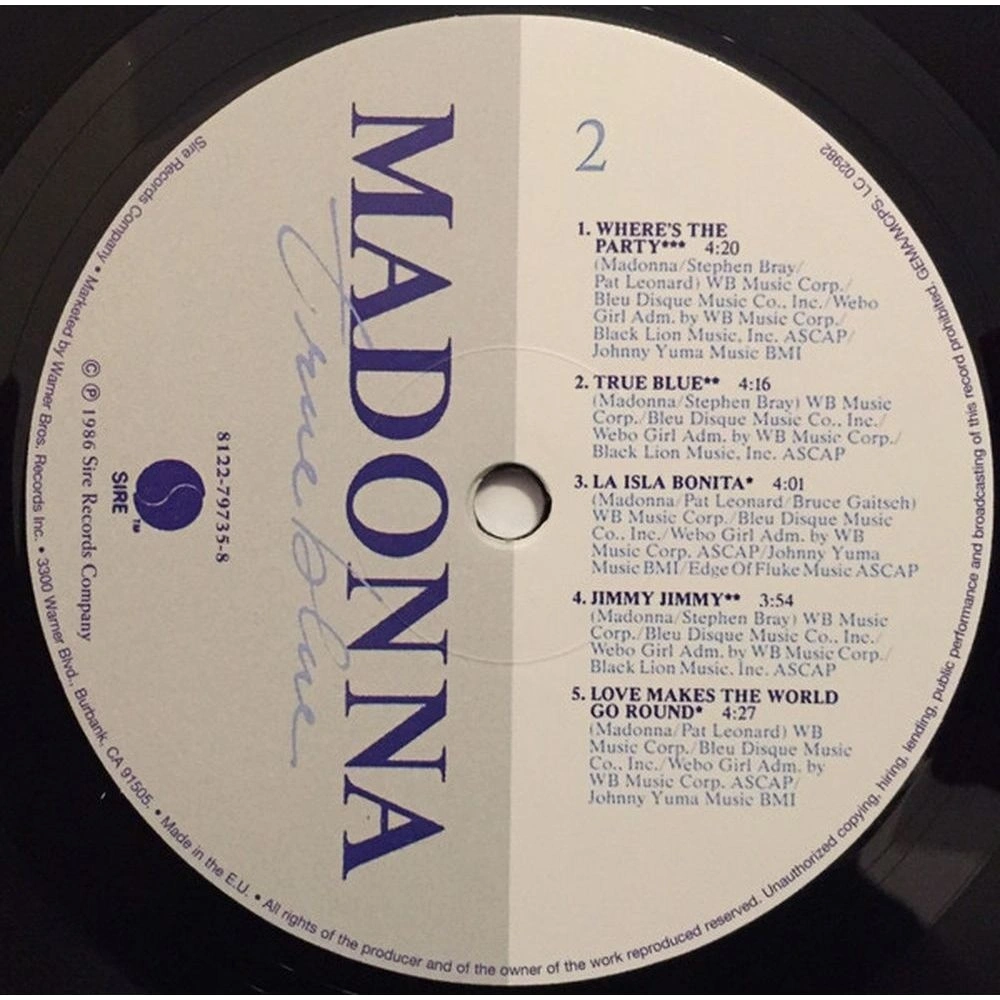 MADONNA
True blue
8122-79735-8
SIRE
TM
© ℗ 1986 Sire Records Company
2
1. WHERE'S THE
PARTY*** 4:20
(Madonna/Stephen Bray/
Pat Leonard) WB Music Corp./
Bleu Disque Music Co., Inc./Webo
Girl Adm. by WB Music Corp./
Black Lion Music, Inc. ASCAP/
Johnny Yuma Music BMI
2. TRUE BLUE** 4:16
(Madonna/Stephen Bray) WB Music
Corp./Bleu Disque Music Co., Inc./
Webo Girl Adm. by WB Music Corp./
Black Lion Music, Inc. ASCAP
3. LA ISLA BONITA* 4:01
(Madonna/Pat Leonard/Bruce Gaitsch)
WB Music Corp./Bleu Disque Music
Co., Inc./Webo Girl Adm. by WB
Music Corp. ASCAP/Johnny Yuma
Music BMI/Edge Of Fluke Music ASCAP
4. JIMMY JIMMY** 3:54
(Madonna/Stephen Bray) WB Music
Corp./Bleu Disque Music Co., Inc./
Webo Girl Adm. by WB Music Corp./
Black Lion Music, Inc. ASCAP
5. LOVE MAKES THE WORLD
GO ROUND* 4:27
(Madonna/Pat Leonard) WB
Music Corp./Bleu Disque Music
Co., Inc./Webo Girl Adm. by
WB Music Corp. ASCAP/
Johnny Yuma Music BMI
Sire Records Company • Marketed by Warner Bros. Records Inc. • 3300 Warner Blvd., Burbank, CA 91505. • Made in the E.U. • All rights of the producer and of the owner of the work reproduced reserved. Unauthorized copying, hiring, lending, public performance and broadcasting of this record prohibited. GEMA/MCPS, LC 02982